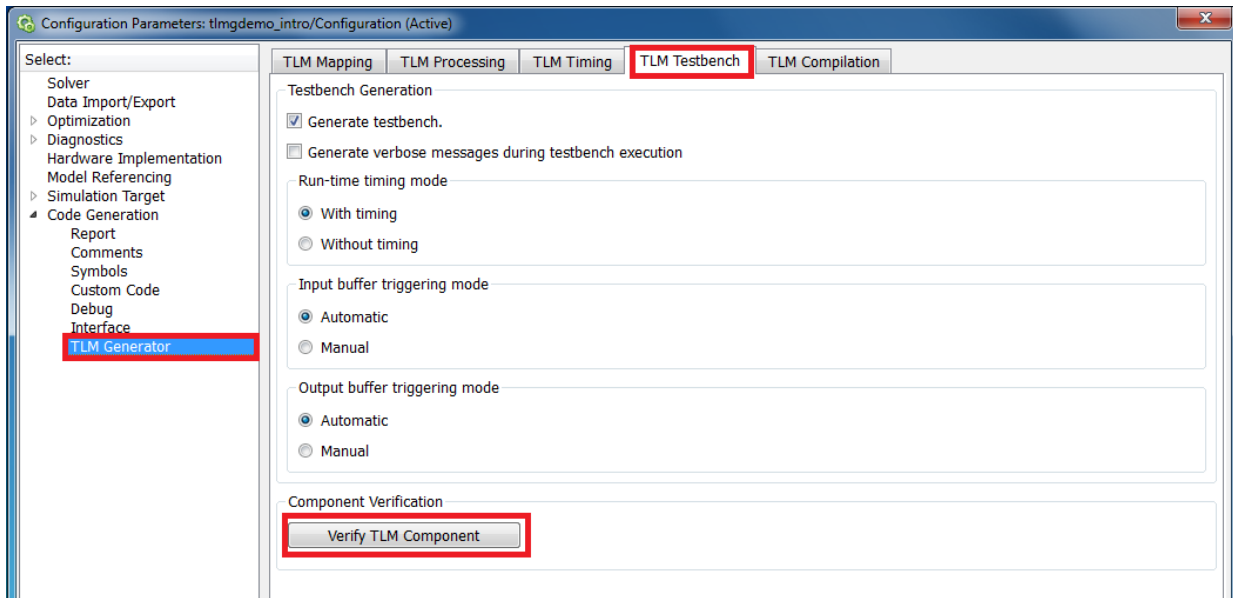 Configuration Parameters: tlmgdemo_intro/Configuration (Active)
Select:
Solver
Data Import/Export
Optimization
Diagnostics
Hardware Implementation
Model Referencing
Simulation Target
Code Generation
Report
Comments
Symbols
Custom Code
Debug
Interface
TLM Generator
TLM Mapping TLM Processing TLM Timing TLM Testbench TLM Compilation
Testbench Generation
Generate testbench.
Generate verbose messages during testbench execution
Run-time timing mode
With timing
Without timing
Input buffer triggering mode
Automatic
Manual
Output buffer triggering mode
Automatic
Manual
Component Verification
Verify TLM Component